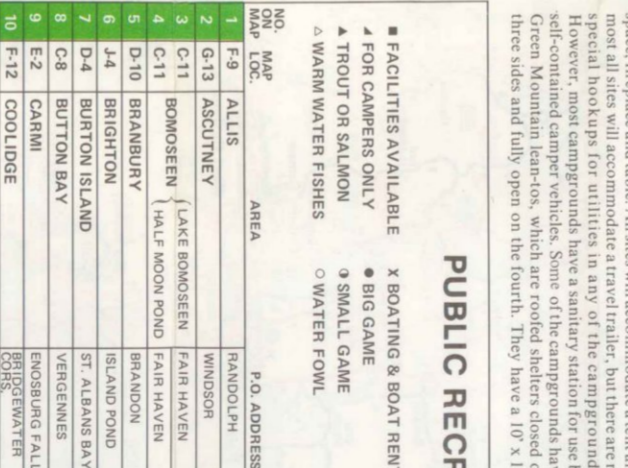 most all sites will accommodate a travel trailer, but there are
special hookups for utilities in any of the
However, most campgrounds have a sanitary station for use
self-contained camper vehicles. Some of the campgrounds
Green Mountain lean-tos, which are roofed shelters closed
three sides and fully open on the fourth. They have a 10' x
PUBLIC
■ FACILITIES AVAILABLE X BOATING & BOAT
◢ FOR CAMPERS ONLY ● BIG GAME
▲ TROUT OR SALMON ◑ SMALL GAME
△ WARM WATER FISHES ○ WATER FOWL
NO. ON MAP MAP LOC. AREA P.O. ADDRESS
1 F-9 ALLIS RANDOLPH
2 G-13 ASCUTNEY WINDSOR
3 C-11 BOMOSEEN { LAKE BOMOSEEN FAIR HAVEN
4 C-11 { HALF MOON POND FAIR HAVEN
5 D-10 BRANBURY BRANDON
6 J-4 BRIGHTON ISLAND POND
7 D-4 BURTON ISLAND ST. ALBANS BAY
8 C-8 BUTTON BAY VERGENNES
9 E-2 CARMI ENOSBURG
10 F-12 COOLIDGE BRIDGEWATER CORS.